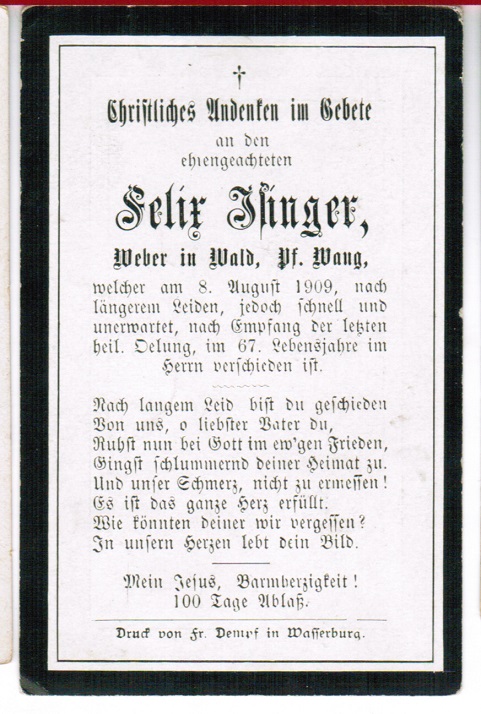 †
Christliches Andenken im Gebete
an den
ehrengeachteten
Felix Isinger,
Weber in Wald, Pf. Wang,
welcher am 8. August 1909, nach
längerem Leiden, jedoch schnell und
unerwartet, nach Empfang der letzten
heil. Oelung, im 67. Lebensjahre im
Herrn verschieden ist.
Nach langem Leid bist du geschieden
Von uns, o liebster Vater du,
Ruhst nun bei Gott im ew'gen Frieden,
Gingst schlummernd deiner Heimat zu.
Und unser Schmerz, nicht zu ermessen!
Es ist das ganze Herz erfüllt.
Wie könnten deiner wir vergessen?
In unsern Herzen lebt dein Bild.
Mein Jesus, Barmherzigkeit!
100 Tage Ablaß.
Druck von Fr. Dempf in Wasserburg.